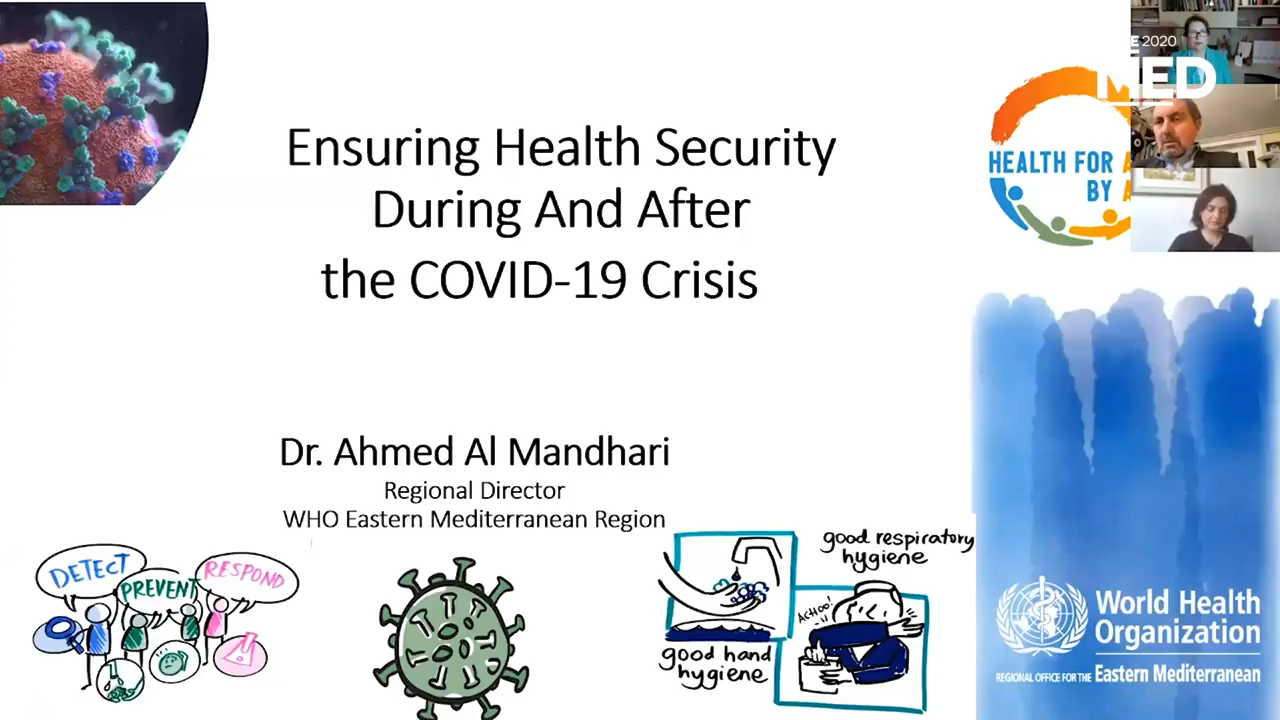 Ensuring Health Security
During And After
the COVID-19 Crisis
Dr. Ahmed Al Mandhari
Regional Director
WHO Eastern Mediterranean Region
2020
MED
HEALTH FOR
BY
DETECT
PREVENT
RESPOND
good respiratory
hygiene
ACHOO!
good hand
hygiene
World Health
Organization
REGIONAL OFFICE FOR THE Eastern Mediterranean